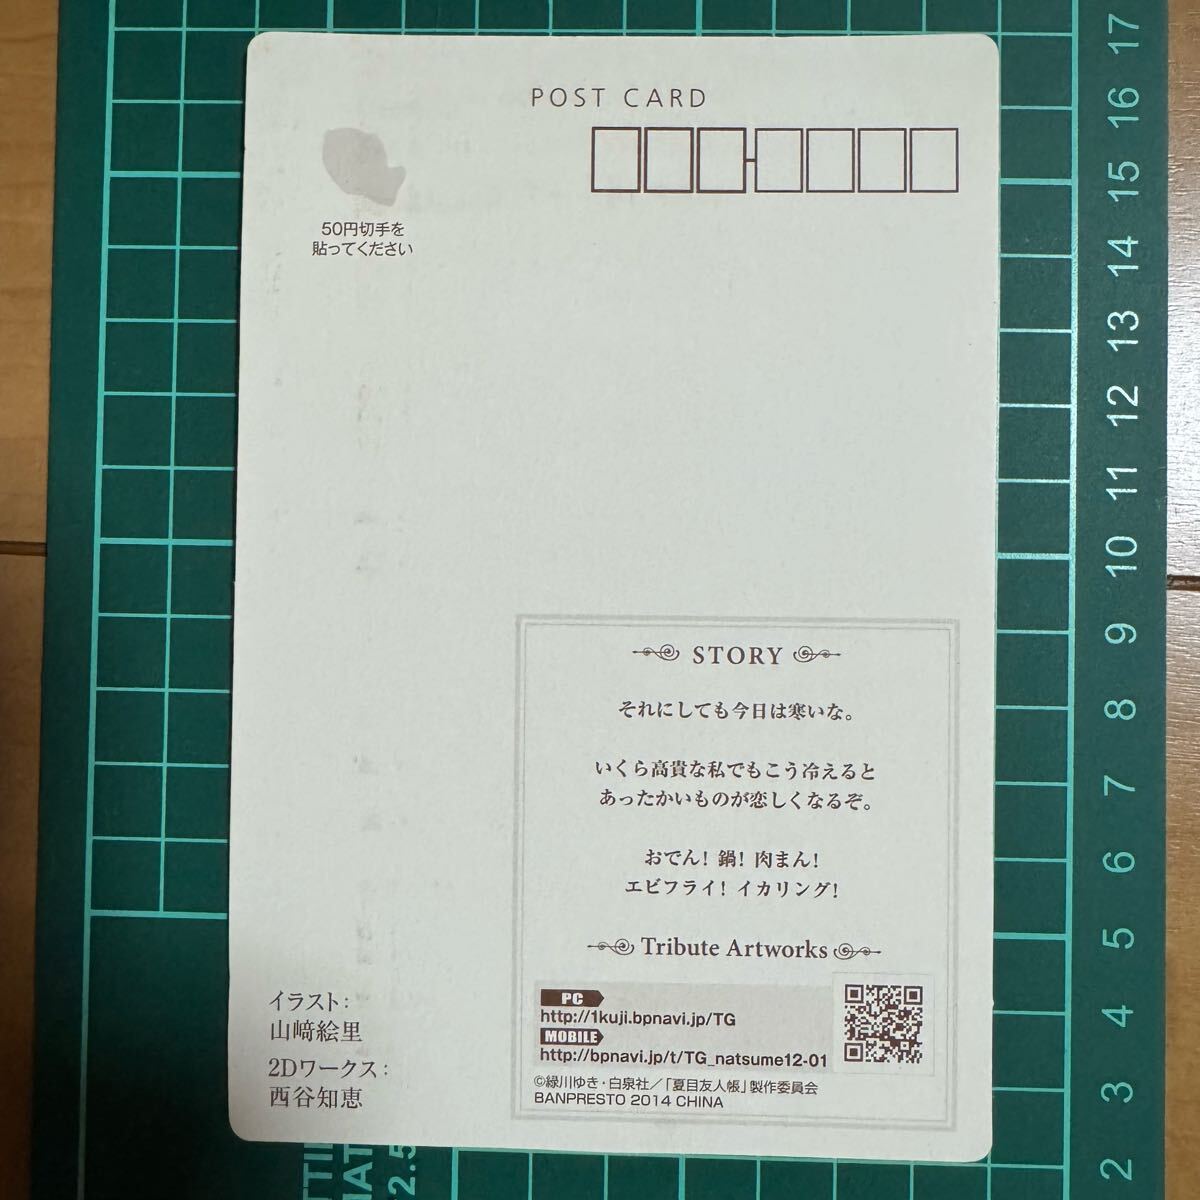 POST CARD
50円切手を
貼ってください
STORY
それにしても今日は寒いな。
いくら高貴な私でもこう冷えると
あったかいものが恋しくなるぞ。
おでん! 鍋! 肉まん!
エビフライ! イカリング!
Tribute Artworks
PC
http://1kuji.bpnavi.jp/TG
MOBILE
http://bpnavi.jp/t/TG_natsume12-01
©緑川ゆき・白泉社／「夏目友人帳」製作委員会
BANPRESTO 2014 CHINA
イラスト:
山﨑絵里
2Dワークス:
西谷知恵
17
16
15
14
13
12
11
10
9
8
7
6
5
4
3
2